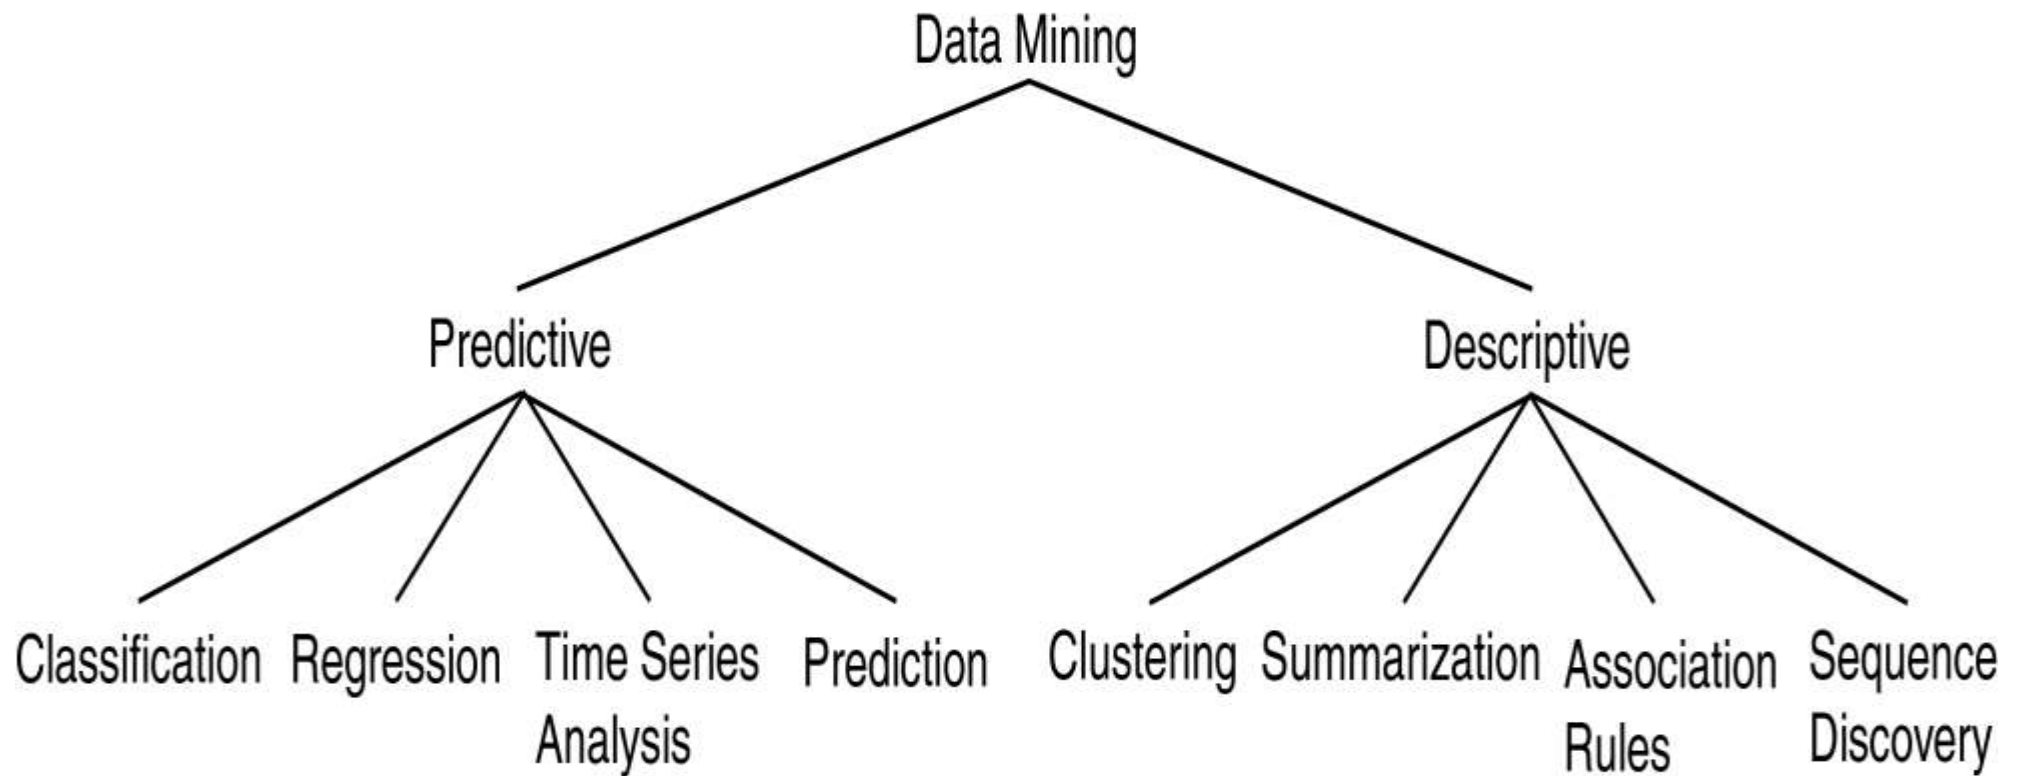 Data Mining
Predictive
Descriptive
Classification
Regression
Time Series
Analysis
Prediction
Clustering
Summarization
Association
Rules
Sequence
Discovery